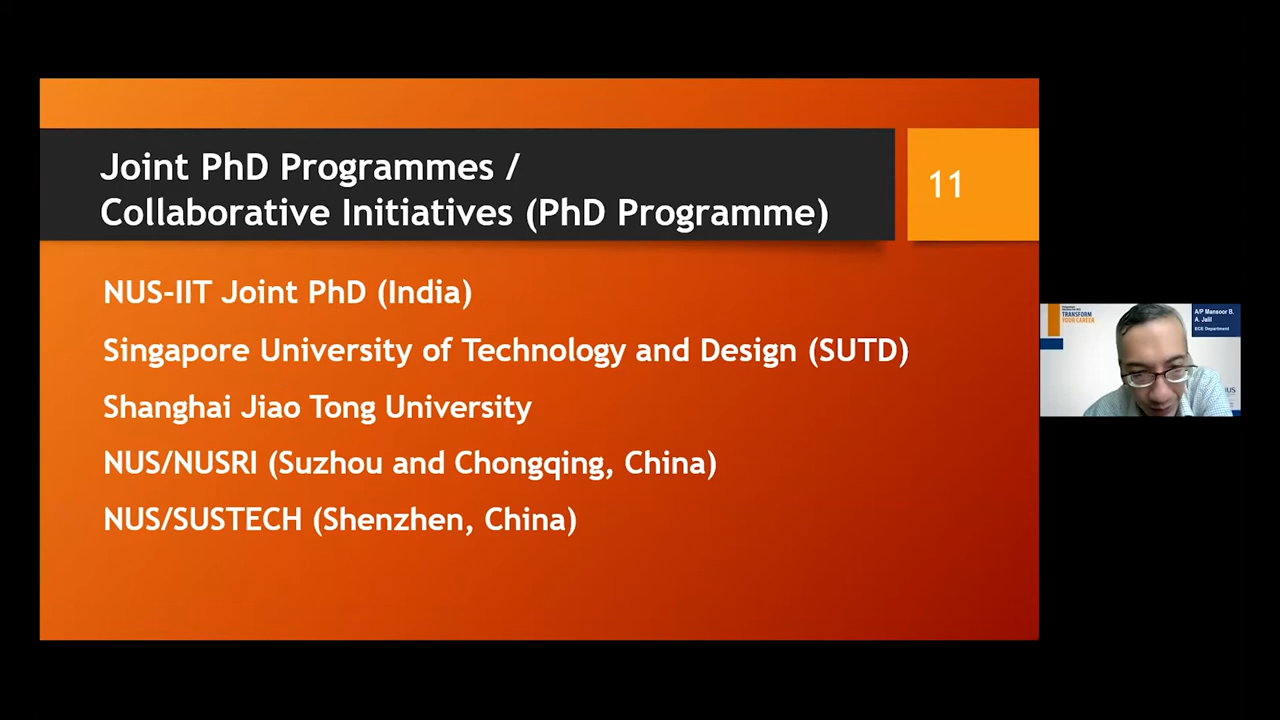 Joint PhD Programmes /
Collaborative Initiatives (PhD Programme)
11
NUS-IIT Joint PhD (India)
Singapore University of Technology and Design (SUTD)
Shanghai Jiao Tong University
NUS/NUSRI (Suzhou and Chongqing, China)
NUS/SUSTECH (Shenzhen, China)
TRANSFORM
YOUR CAREER
A/P Mansoor B.
A. Jalil
ECE Department